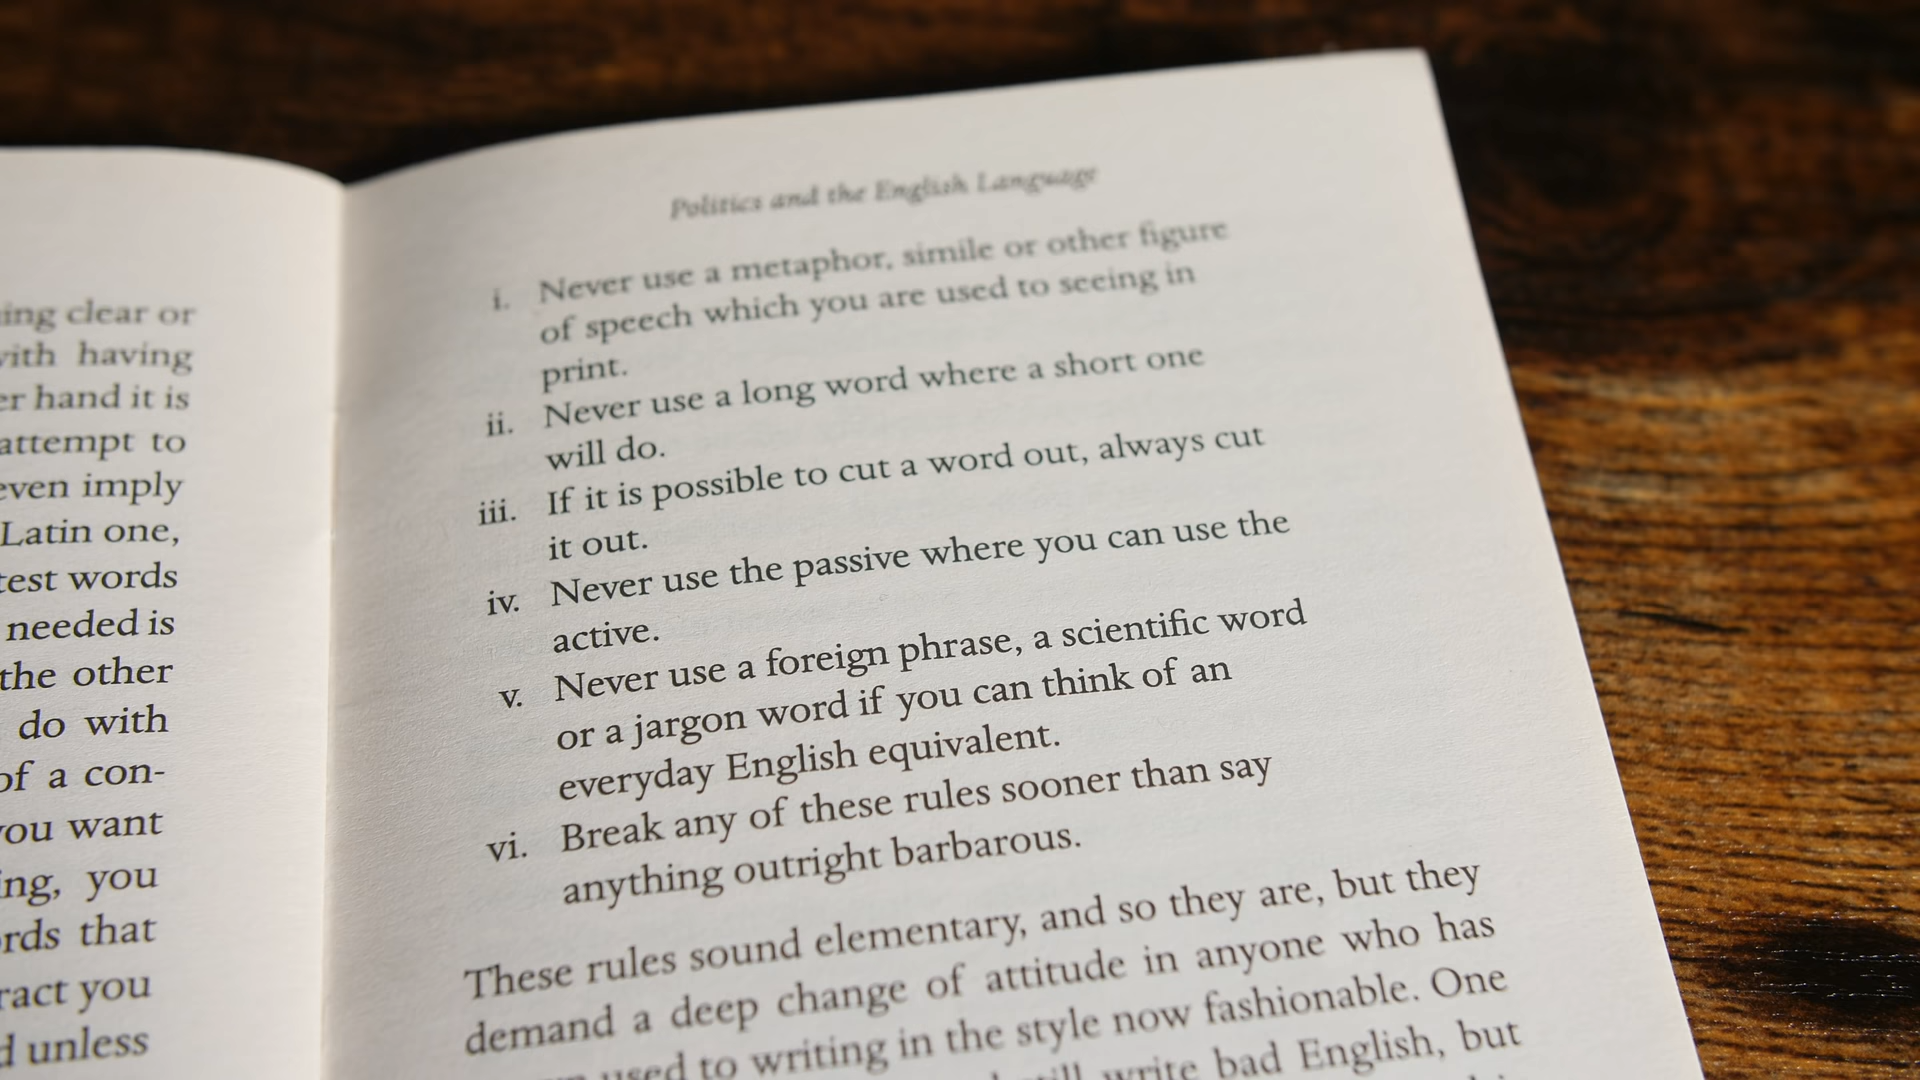 ing clear or
with having
er hand it is
attempt to
even imply
Latin one,
test words
needed is
the other
do with
of a con-
you want
ing, you
ords that
ract you
d unless
Politics and the English Language
i. Never use a metaphor, simile or other figure
of speech which you are used to seeing in
print.
ii. Never use a long word where a short one
will do.
iii. If it is possible to cut a word out, always cut
it out.
iv. Never use the passive where you can use the
active.
v. Never use a foreign phrase, a scientific word
or a jargon word if you can think of an
everyday English equivalent.
vi. Break any of these rules sooner than say
anything outright barbarous.
These rules sound elementary, and so they are, but they
demand a deep change of attitude in anyone who has
used to writing in the style now fashionable. One
still write bad English, but